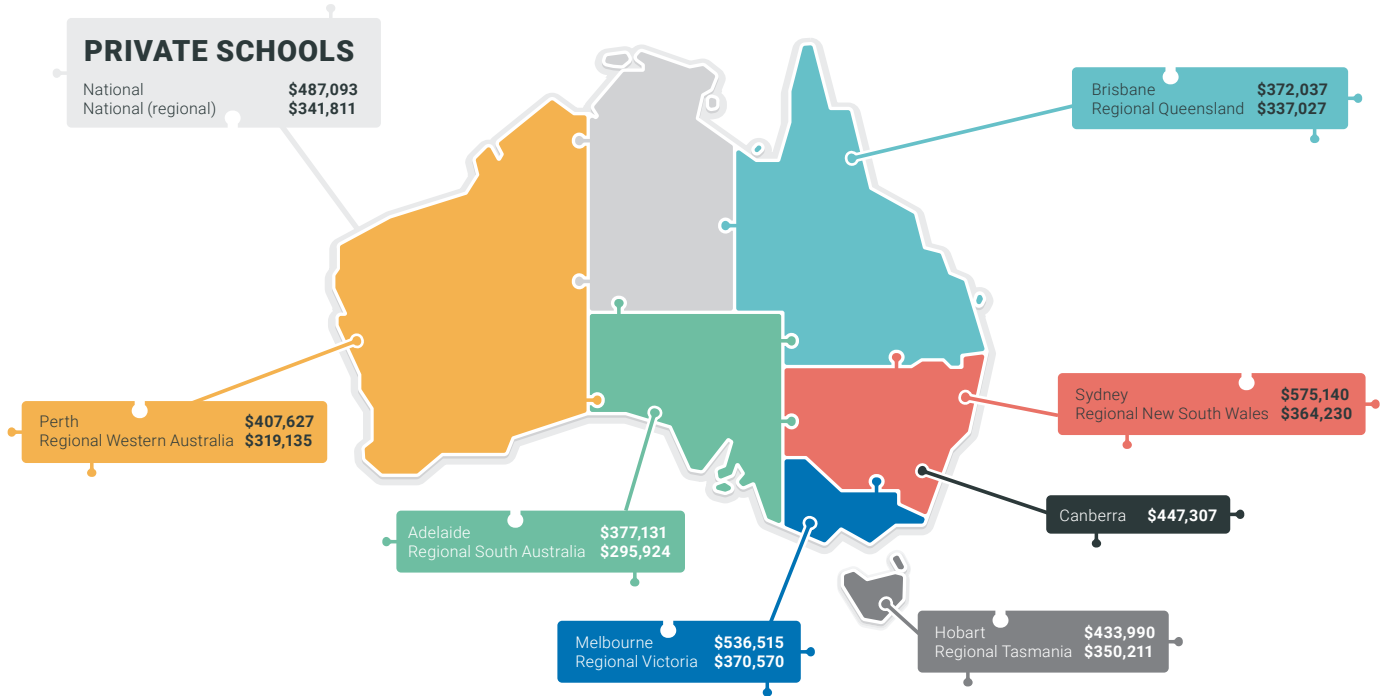 PRIVATE SCHOOLS
National $487,093
National (regional) $341,811
Brisbane $372,037
Regional Queensland $337,027
Perth $407,627
Regional Western Australia $319,135
Sydney $575,140
Regional New South Wales $364,230
Canberra $447,307
Adelaide $377,131
Regional South Australia $295,924
Melbourne $536,515
Regional Victoria $370,570
Hobart $433,990
Regional Tasmania $350,211